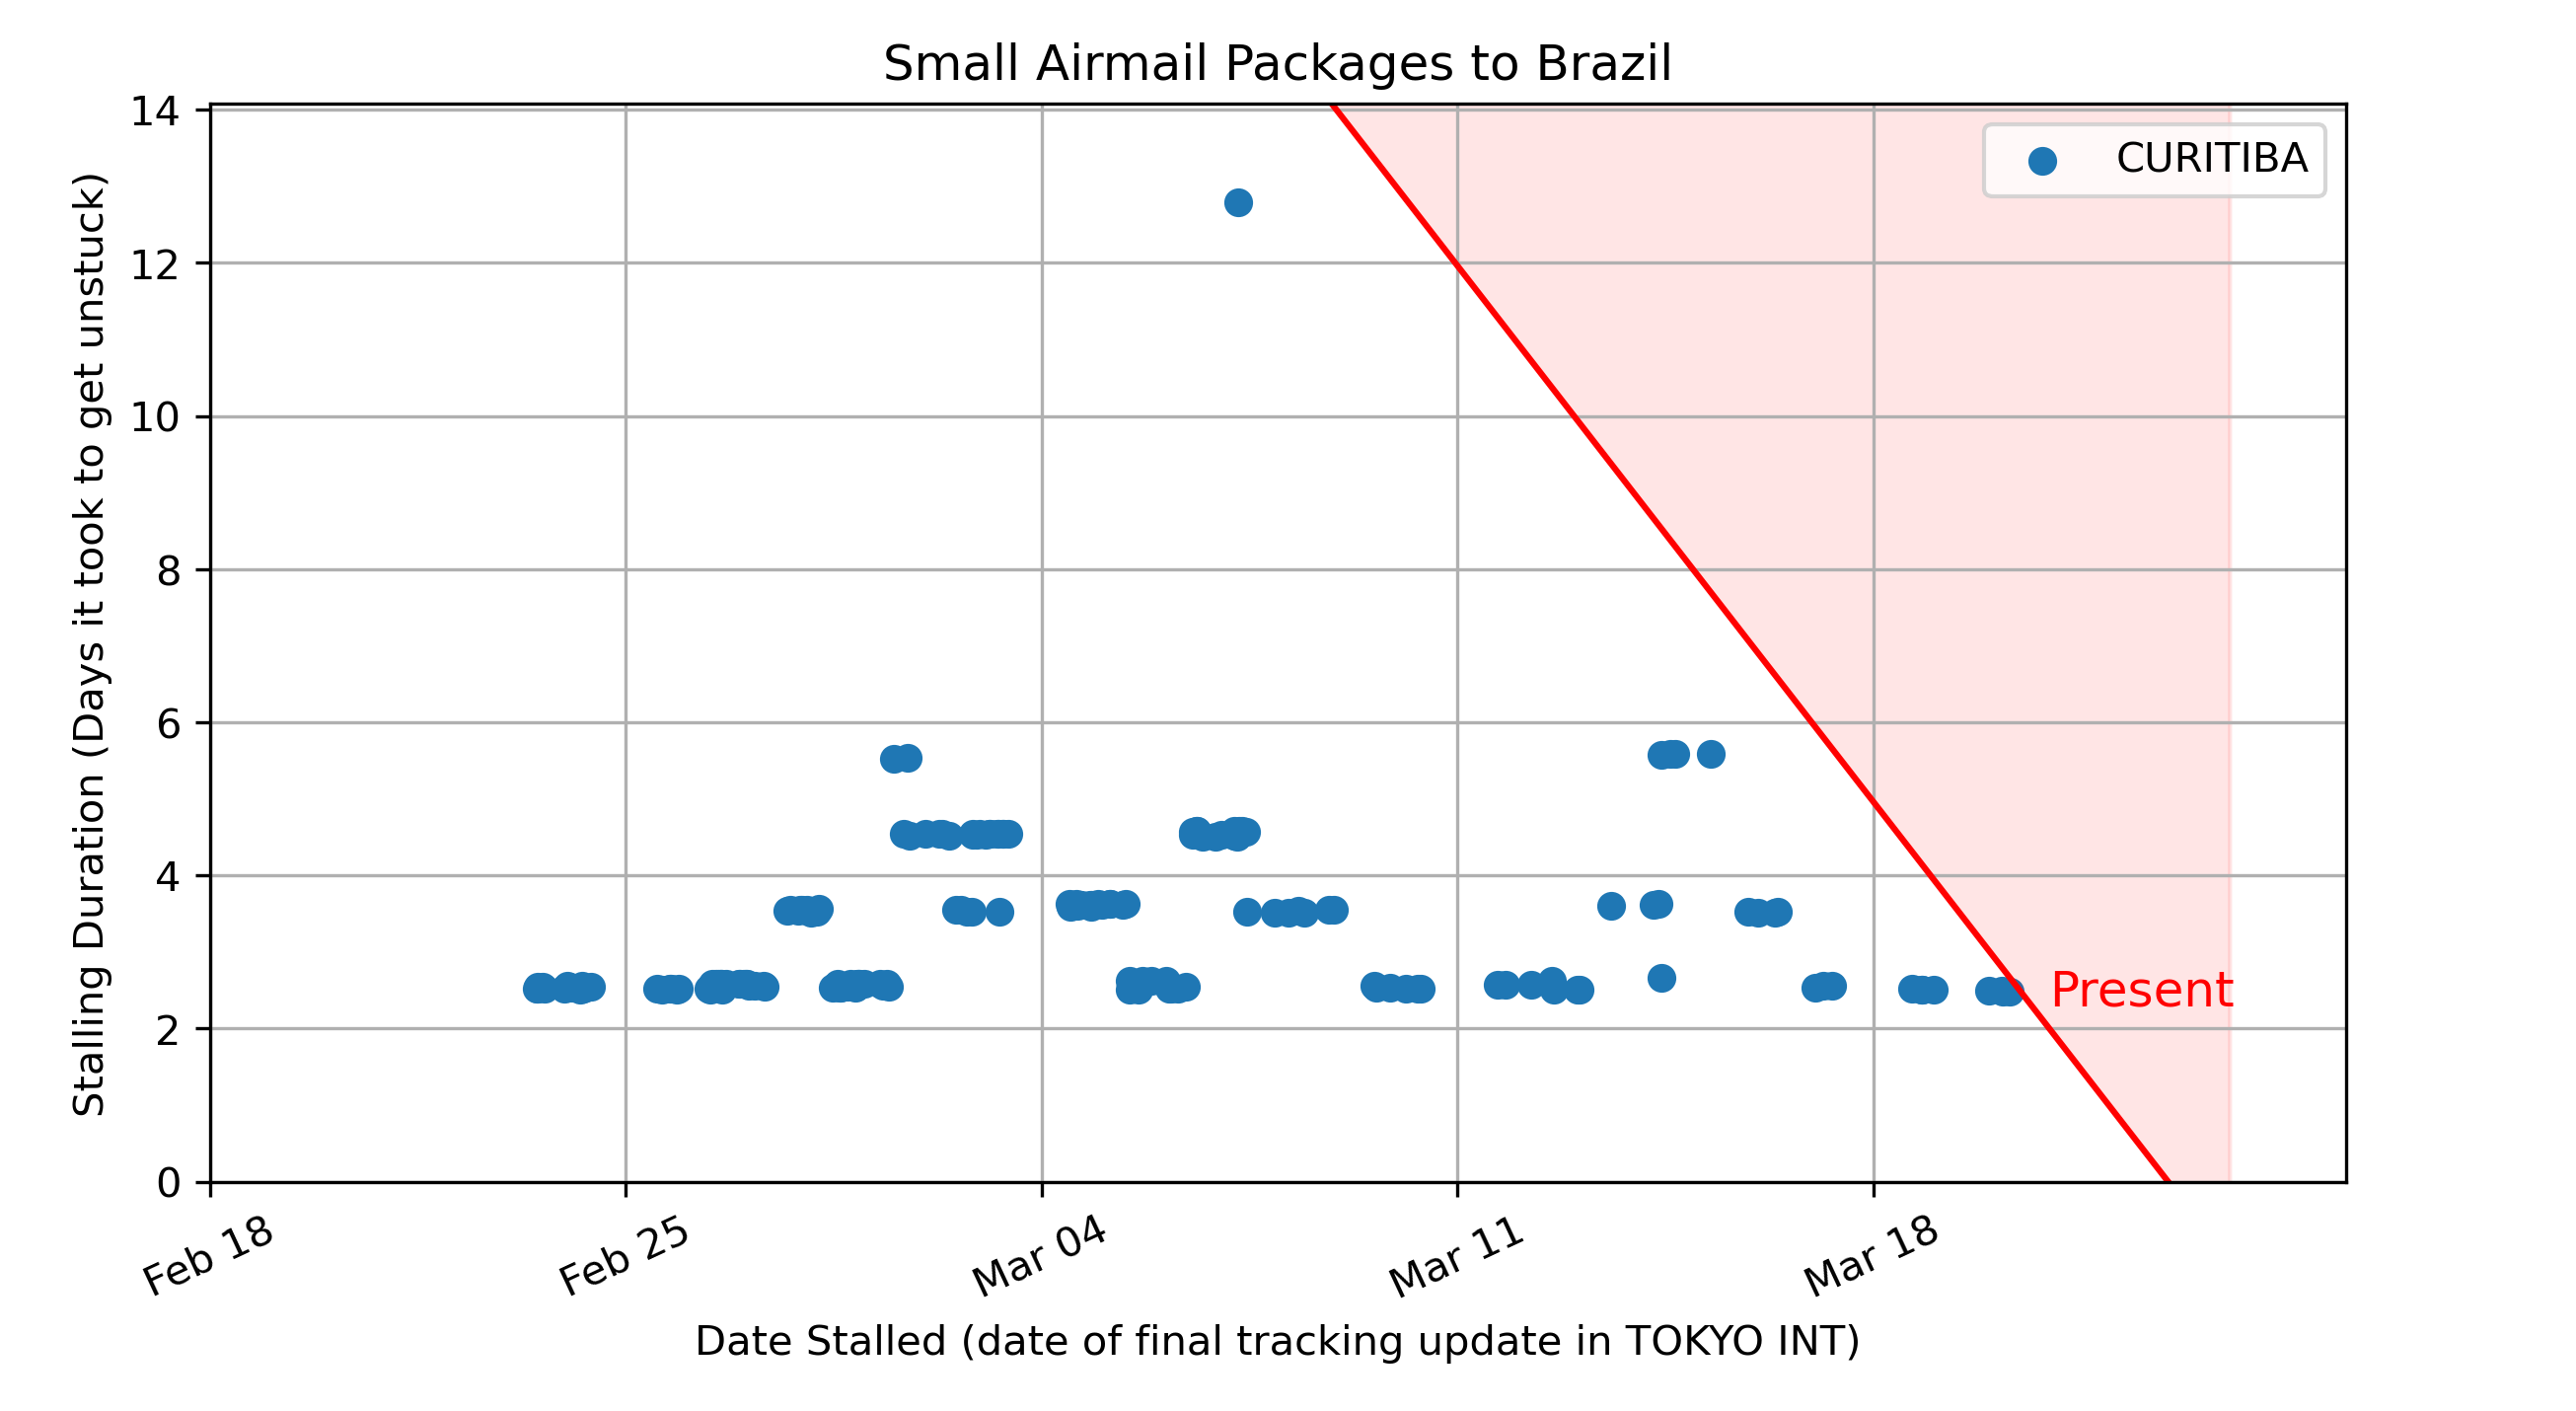 Small Airmail Packages to Brazil
CURITIBA
14
12
10
8
6
4
2
0
Stalling Duration (Days it took to get unstuck)
Present
Feb 18
Feb 25
Mar 04
Mar 11
Mar 18
Date Stalled (date of final tracking update in TOKYO INT)